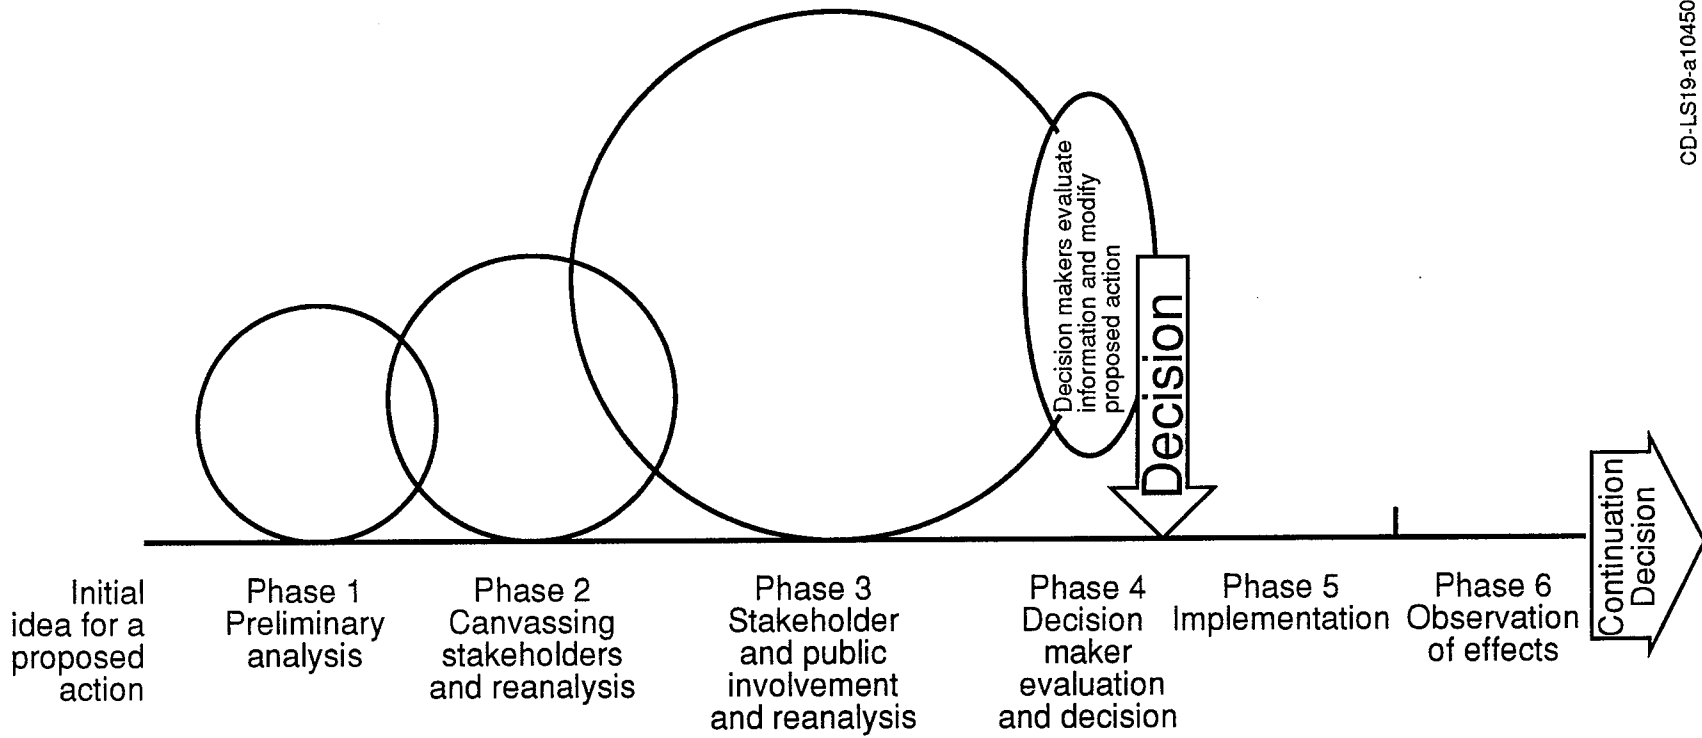 CD-LS19-a10450
Decision makers evaluate
information and modify
proposed action
Decision
Continuation
Decision
Initial
idea for a
proposed
action
Phase 1
Preliminary
analysis
Phase 2
Canvassing
stakeholders
and reanalysis
Phase 3
Stakeholder
and public
involvement
and reanalysis
Phase 4
Decision
maker
evaluation
and decision
Phase 5
Implementation
Phase 6
Observation
of effects